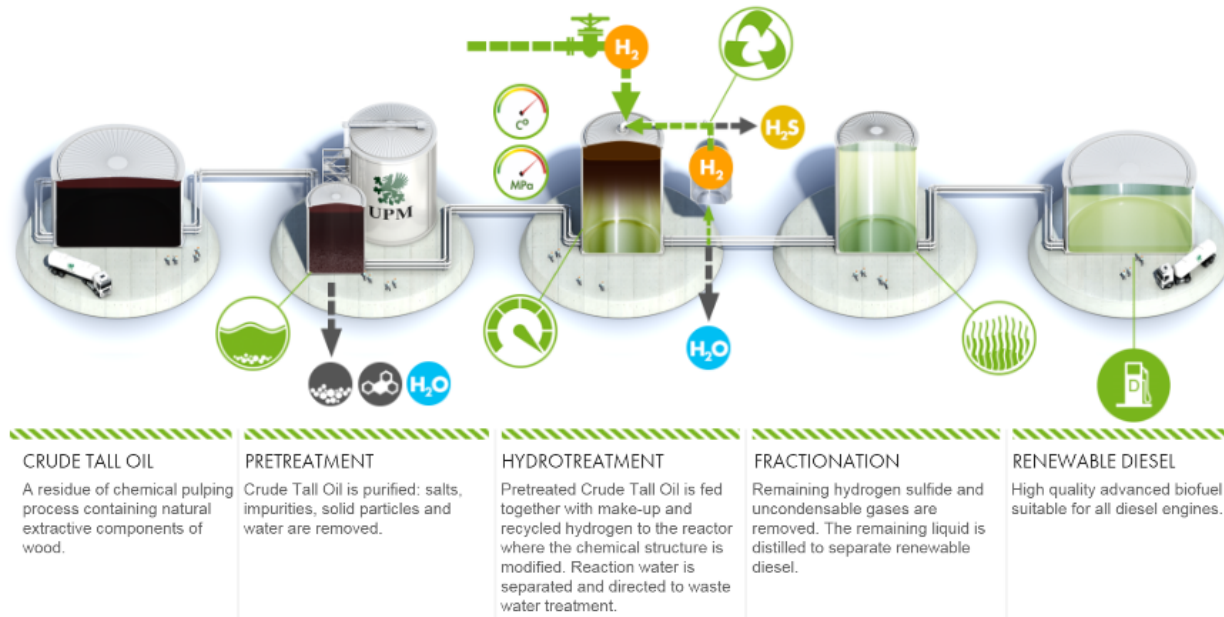 H₂
C°
MPa
H₂S
H₂
UPM
H₂O
H₂O
D
CRUDE TALL OIL
A residue of chemical pulping
process containing natural
extractive components of
wood.
PRETREATMENT
Crude Tall Oil is purified: salts,
impurities, solid particles and
water are removed.
HYDROTREATMENT
Pretreated Crude Tall Oil is fed
together with make-up and
recycled hydrogen to the reactor
where the chemical structure is
modified. Reaction water is
separated and directed to waste
water treatment.
FRACTIONATION
Remaining hydrogen sulfide and
uncondensable gases are
removed. The remaining liquid is
distilled to separate renewable
diesel.
RENEWABLE DIESEL
High quality advanced biofuel
suitable for all diesel engines.